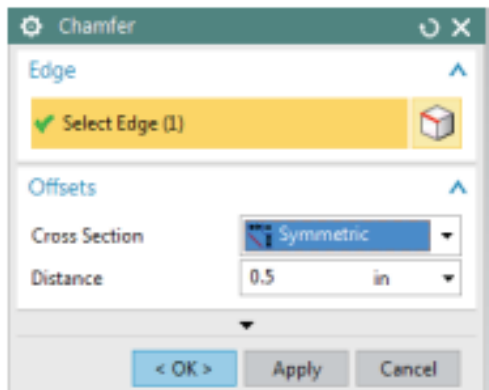 Chamfer
Edge
Select Edge (1)
Offsets
Cross Section Symmetric
Distance 0.5 in
< OK > Apply Cancel